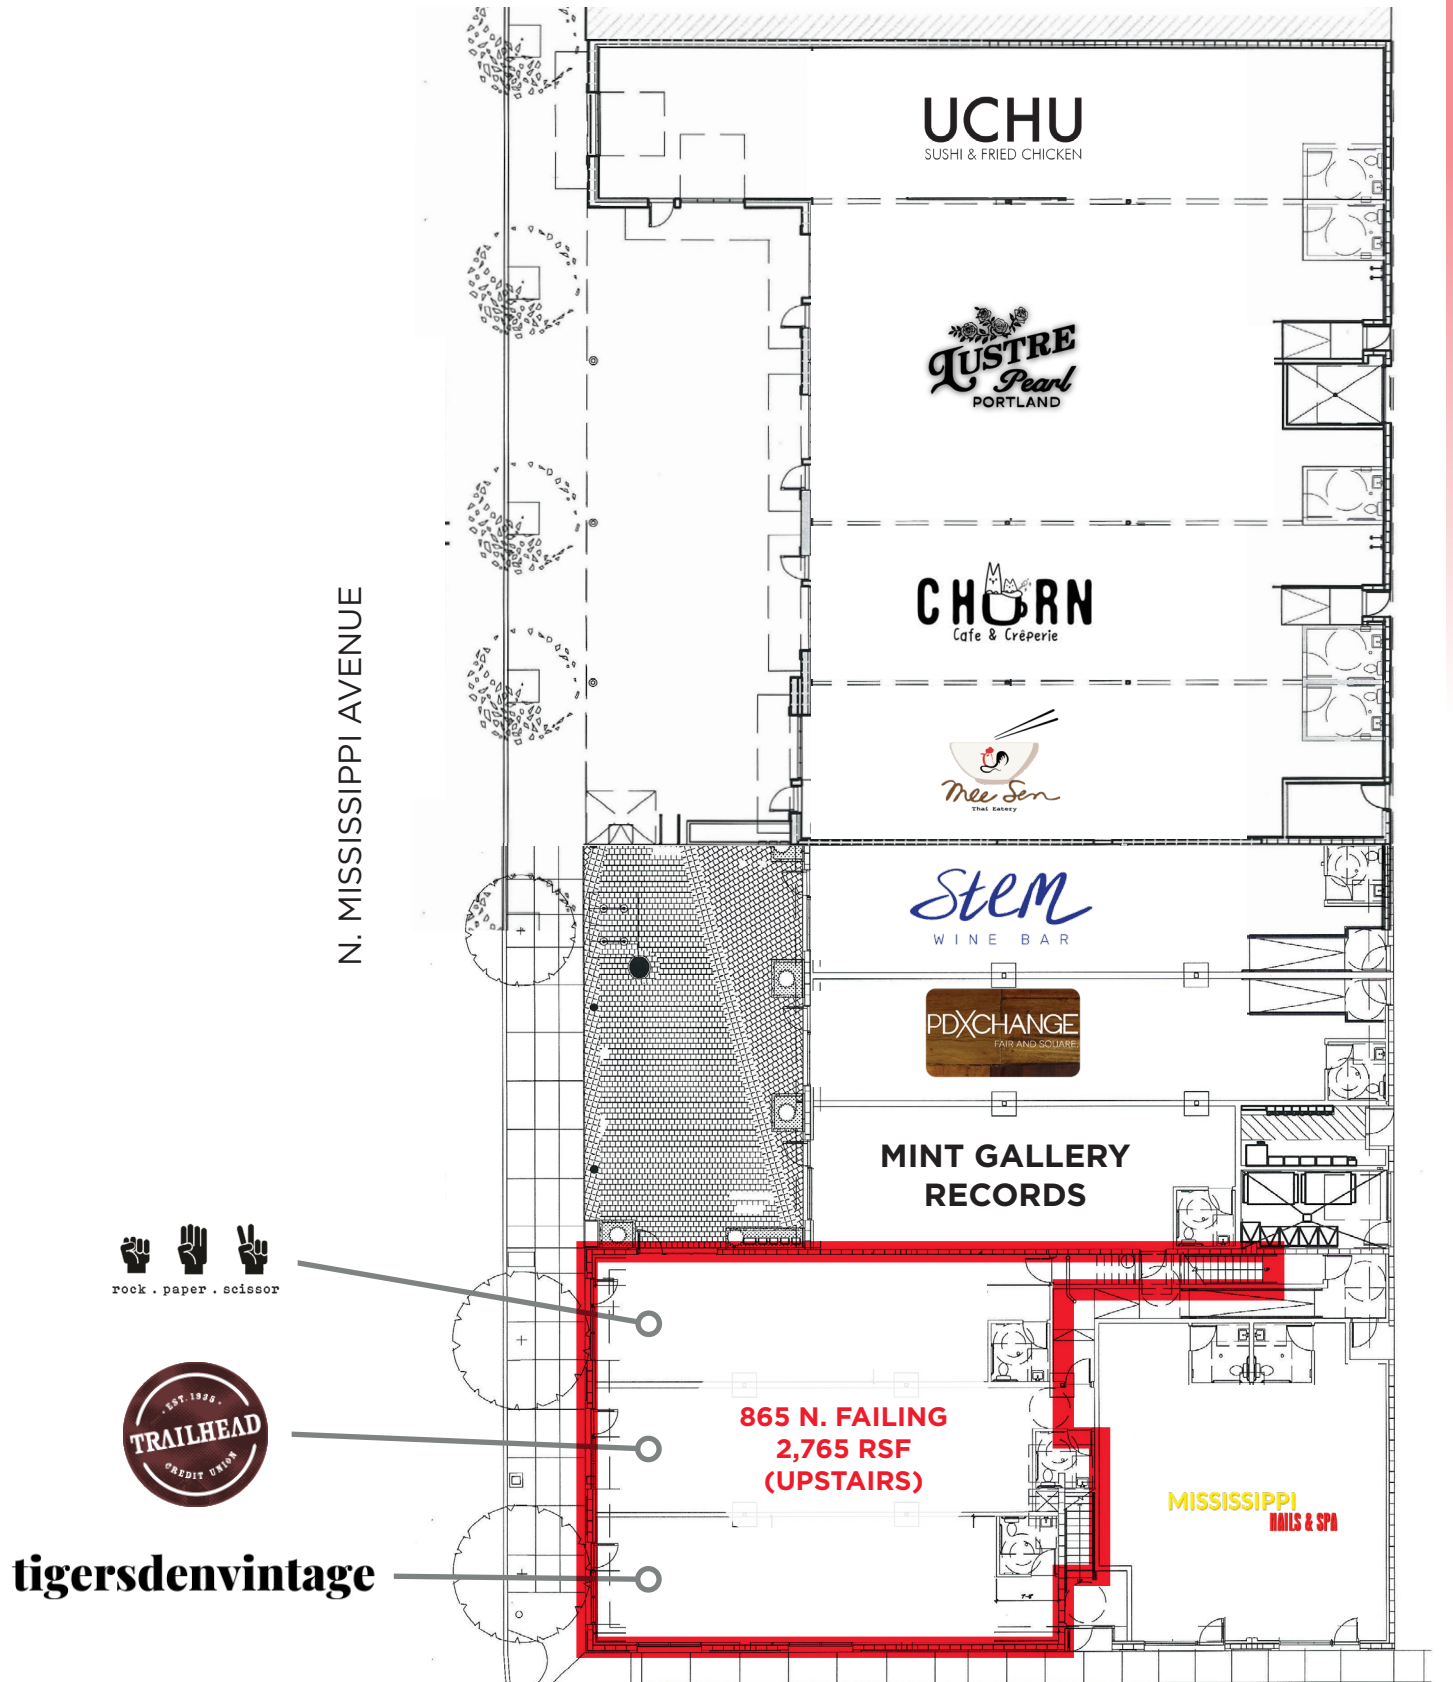 UCHU
SUSHI & FRIED CHICKEN
LUSTRE
Pearl
PORTLAND
CHURN
Cafe & Crêperie
Mee Sen
Thai Eatery
N. MISSISSIPPI AVENUE
Stem
WINE BAR
PDXCHANGE
FAIR AND SQUARE.
MINT GALLERY
RECORDS
rock . paper . scissor
EST. 1935
TRAILHEAD
CREDIT UNION
865 N. FAILING
2,765 RSF
(UPSTAIRS)
MISSISSIPPI
NAILS & SPA
tigersdenvintage